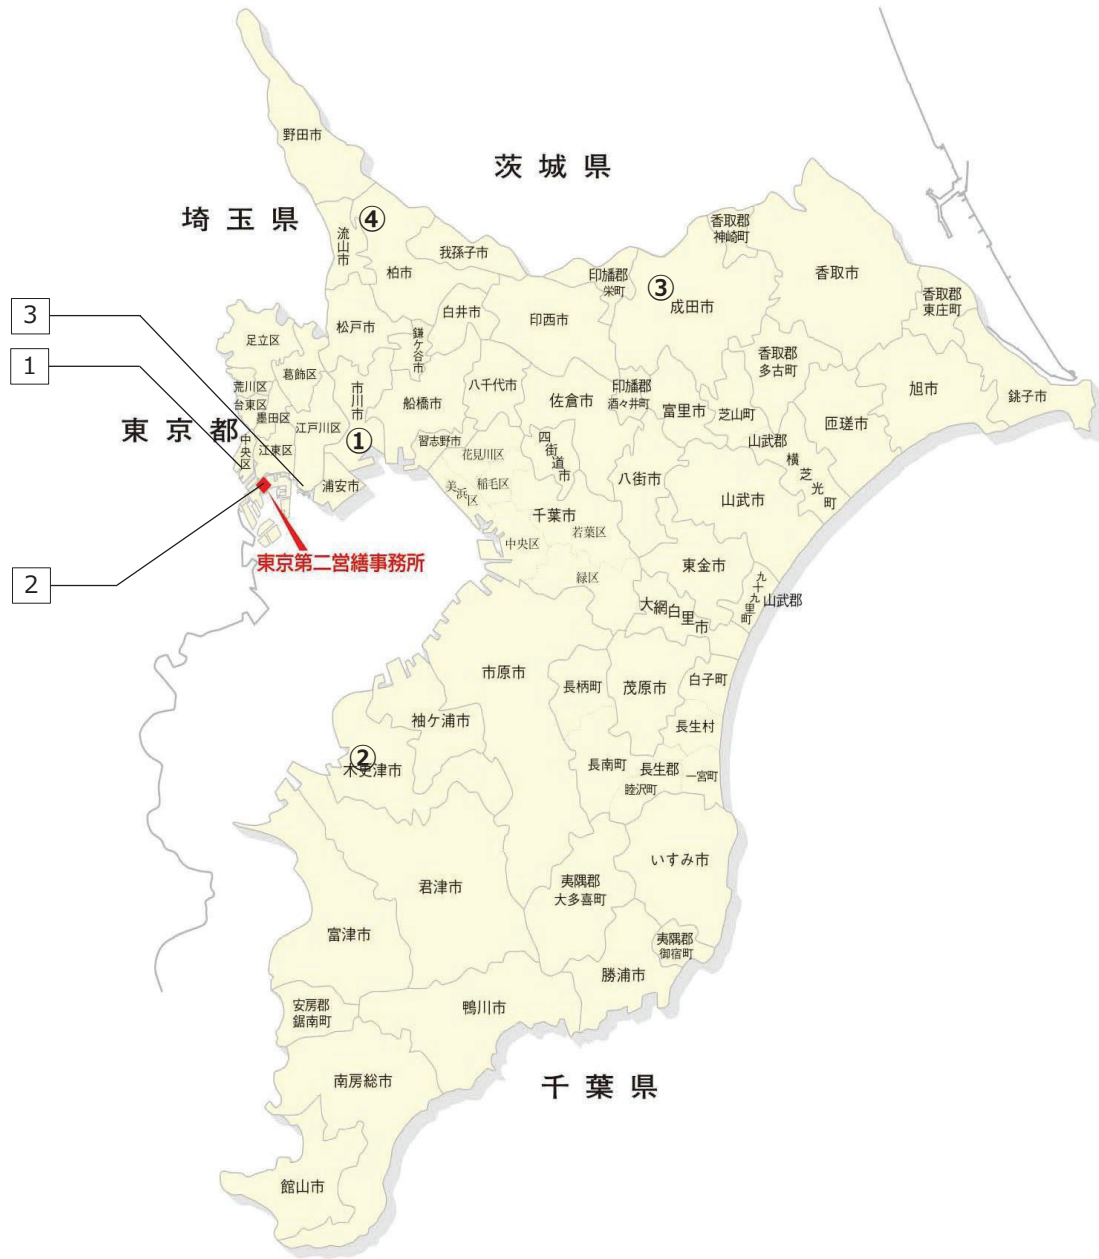 野田市
茨城県
埼玉県
④
流山市
柏市
我孫子市
香取郡
神崎町
印旛郡
栄町
③
成田市
香取市
香取郡
東庄町
3
足立区
松戸市
鎌ケ谷市
白井市
印西市
1
葛飾区
荒川区
台東区
墨田区
東京都
中央区
江東区
江戸川区
市川市
①
船橋市
八千代市
習志野市
佐倉市
印旛郡
酒々井町
富里市
芝山町
香取郡
多古町
山武郡
横芝光町
匝瑳市
旭市
銚子市
浦安市
花見川区
美浜区
稲毛区
四街道市
千葉市
若葉区
中央区
緑区
八街市
山武市
東京第二営繕事務所
2
東金市
九十九里町
山武郡
大網白里市
市原市
長柄町
茂原市
白子町
袖ケ浦市
長生村
②
木更津市
長南町
長生郡
睦沢町
一宮町
いすみ市
君津市
夷隅郡
大多喜町
富津市
夷隅郡
御宿町
勝浦市
安房郡
鋸南町
鴨川市
南房総市
千葉県
館山市